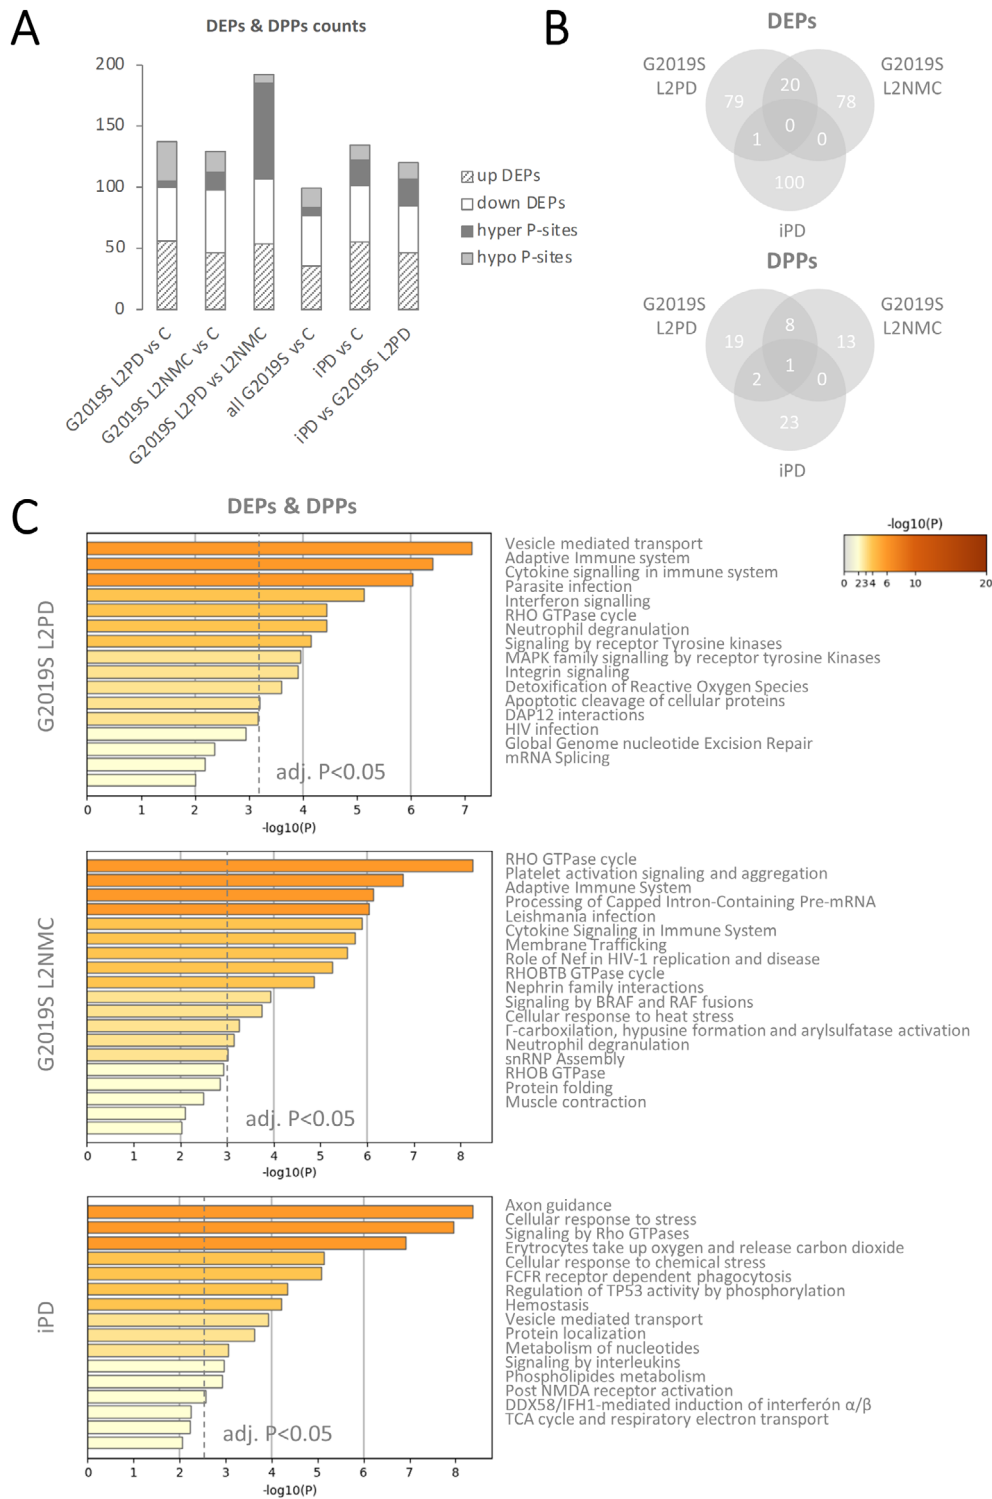 A
DEPs & DPPs counts
200
150
100
50
0
G2019S L2PD vs C
G2019S L2NMC vs C
G2019S L2PD vs L2NMC
all G2019S vs C
iPD vs C
iPD vs G2019S L2PD
up DEPs
down DEPs
hyper P-sites
hypo P-sites
B
DEPs
G2019S
L2PD
G2019S
L2NMC
79
20
78
0
1
0
100
iPD
DPPs
G2019S
L2PD
G2019S
L2NMC
19
8
13
1
2
0
23
iPD
C
DEPs & DPPs
-log10(P)
0 2 3 4 6 10 20
G2019S L2PD
Vesicle mediated transport
Adaptive Immune system
Cytokine signalling in immune system
Parasite infection
Interferon signalling
RHO GTPase cycle
Neutrophil degranulation
Signaling by receptor Tyrosine kinases
MAPK family signalling by receptor tyrosine Kinases
Integrin signaling
Detoxification of Reactive Oxygen Species
Apoptotic cleavage of cellular proteins
DAP12 interactions
HIV infection
Global Genome nucleotide Excision Repair
mRNA Splicing
adj. P<0.05
0 1 2 3 4 5 6 7
-log10(P)
G2019S L2NMC
RHO GTPase cycle
Platelet activation signaling and aggregation
Adaptive Immune System
Processing of Capped Intron-Containing Pre-mRNA
Leishmania infection
Cytokine Signaling in Immune System
Membrane Trafficking
Role of Nef in HIV-1 replication and disease
RHOBTB GTPase cycle
Nephrin family interactions
Signaling by BRAF and RAF fusions
Cellular response to heat stress
Γ-carboxilation, hypusine formation and arylsulfatase activation
Neutrophil degranulation
snRNP Assembly
RHOB GTPase
Protein folding
Muscle contraction
adj. P<0.05
0 1 2 3 4 5 6 7 8
-log10(P)
iPD
Axon guidance
Cellular response to stress
Signaling by Rho GTPases
Erytrocytes take up oxygen and release carbon dioxide
Cellular response to chemical stress
FCFR receptor dependent phagocytosis
Regulation of TP53 activity by phosphorylation
Hemostasis
Vesicle mediated transport
Protein localization
Metabolism of nucleotides
Signaling by interleukins
Phospholipides metabolism
Post NMDA receptor activation
DDX58/IFH1-mediated induction of interferón α/β
TCA cycle and respiratory electron transport
adj. P<0.05
0 1 2 3 4 5 6 7 8
-log10(P)